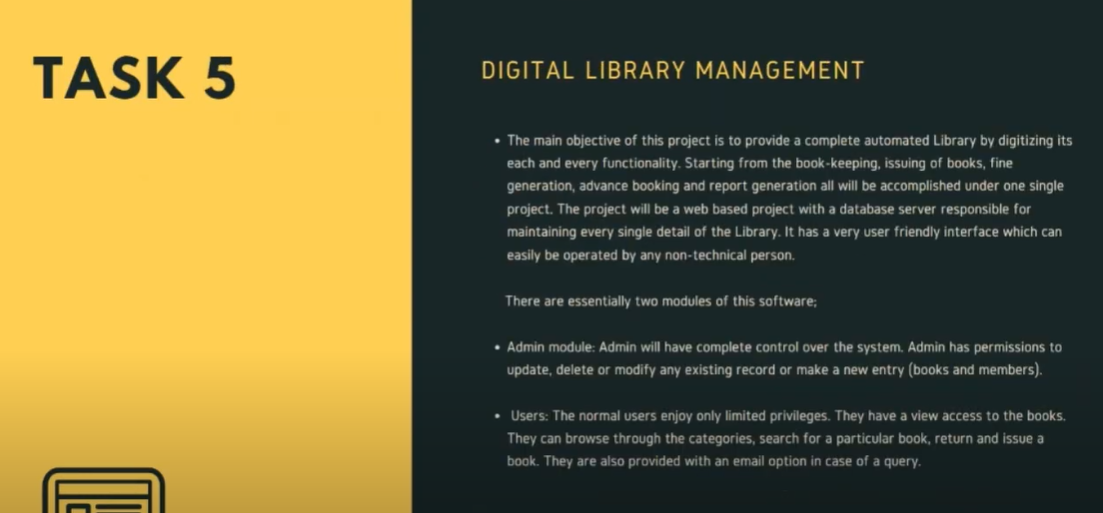 TASK 5
DIGITAL LIBRARY MANAGEMENT
• The main objective of this project is to provide a complete automated Library by digitizing its
each and every functionality. Starting from the book-keeping, issuing of books, fine
generation, advance booking and report generation all will be accomplished under one single
project. The project will be a web based project with a database server responsible for
maintaining every single detail of the Library. It has a very user friendly interface which can
easily be operated by any non-technical person.
There are essentially two modules of this software;
• Admin module: Admin will have complete control over the system. Admin has permissions to
update, delete or modify any existing record or make a new entry (books and members).
• Users: The normal users enjoy only limited privileges. They have a view access to the books.
They can browse through the categories, search for a particular book, return and issue a
book. They are also provided with an email option in case of a query.